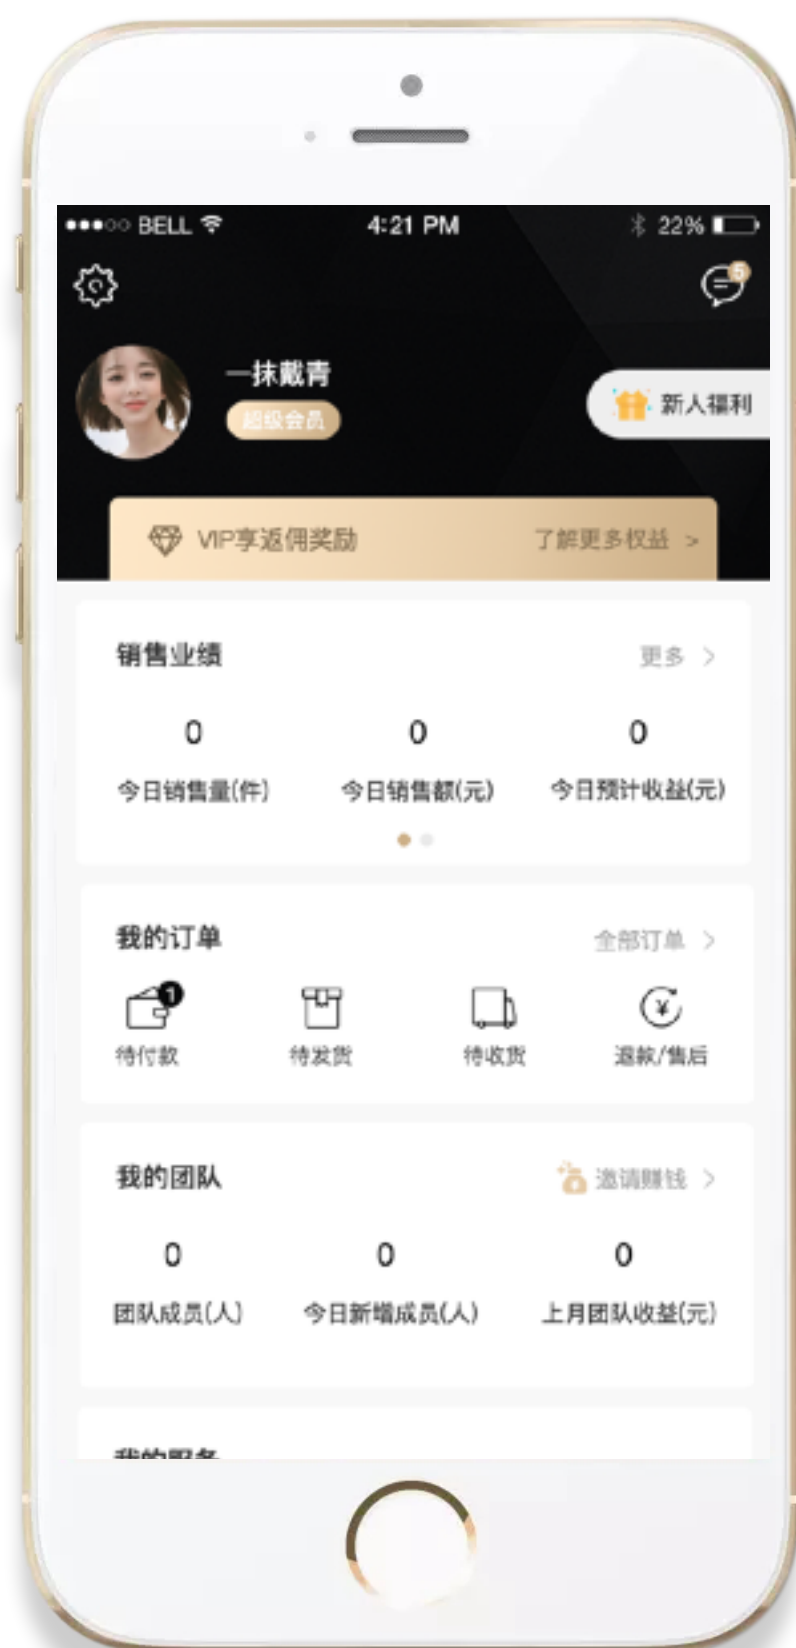 BELL 4:21 PM 22%
5
一抹戴青
超级会员
新人福利
VIP享返佣奖励 了解更多权益 >
销售业绩 更多 >
0 0 0
今日销售量(件) 今日销售额(元) 今日预计收益(元)
我的订单 全部订单 >
1
待付款 待发货 待收货 退款/售后
我的团队 邀请赚钱 >
0 0 0
团队成员(人) 今日新增成员(人) 上月团队收益(元)
我的服务